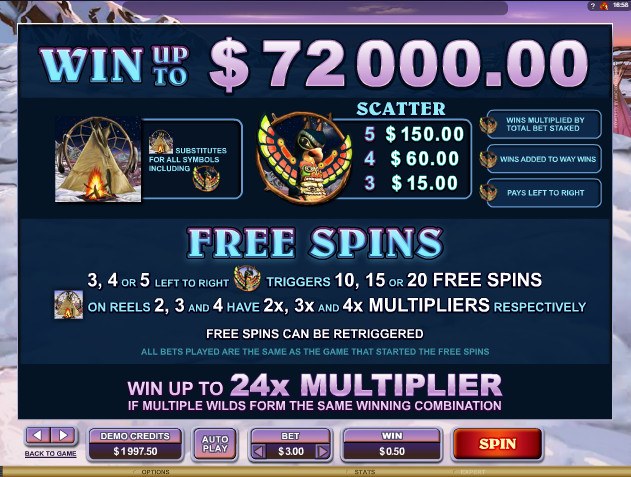 ? 18:58
WIN UP TO $72000.00
SCATTER
SUBSTITUTES
FOR ALL SYMBOLS
INCLUDING
5 $150.00
4 $60.00
3 $15.00
WINS MULTIPLIED BY
TOTAL BET STAKED
WINS ADDED TO WAY WINS
PAYS LEFT TO RIGHT
FREE SPINS
3, 4 OR 5 LEFT TO RIGHT TRIGGERS 10, 15 OR 20 FREE SPINS
ON REELS 2, 3 AND 4 HAVE 2x, 3x AND 4x MULTIPLIERS RESPECTIVELY
FREE SPINS CAN BE RETRIGGERED
ALL BETS PLAYED ARE THE SAME AS THE GAME THAT STARTED THE FREE SPINS
WIN UP TO 24x MULTIPLIER
IF MULTIPLE WILDS FORM THE SAME WINNING COMBINATION
BACK TO GAME
DEMO CREDITS
$1997.50
AUTO
PLAY
BET
$3.00
WIN
$0.50
SPIN
OPTIONS STATS EXPERT